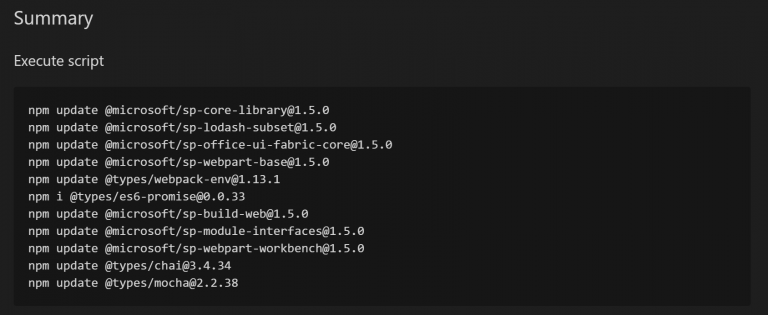 Summary
Execute script
npm update @microsoft/sp-core-library@1.5.0
npm update @microsoft/sp-lodash-subset@1.5.0
npm update @microsoft/sp-office-ui-fabric-core@1.5.0
npm update @microsoft/sp-webpart-base@1.5.0
npm update @types/webpack-env@1.13.1
npm i @types/es6-promise@0.0.33
npm update @microsoft/sp-build-web@1.5.0
npm update @microsoft/sp-module-interfaces@1.5.0
npm update @microsoft/sp-webpart-workbench@1.5.0
npm update @types/chai@3.4.34
npm update @types/mocha@2.2.38